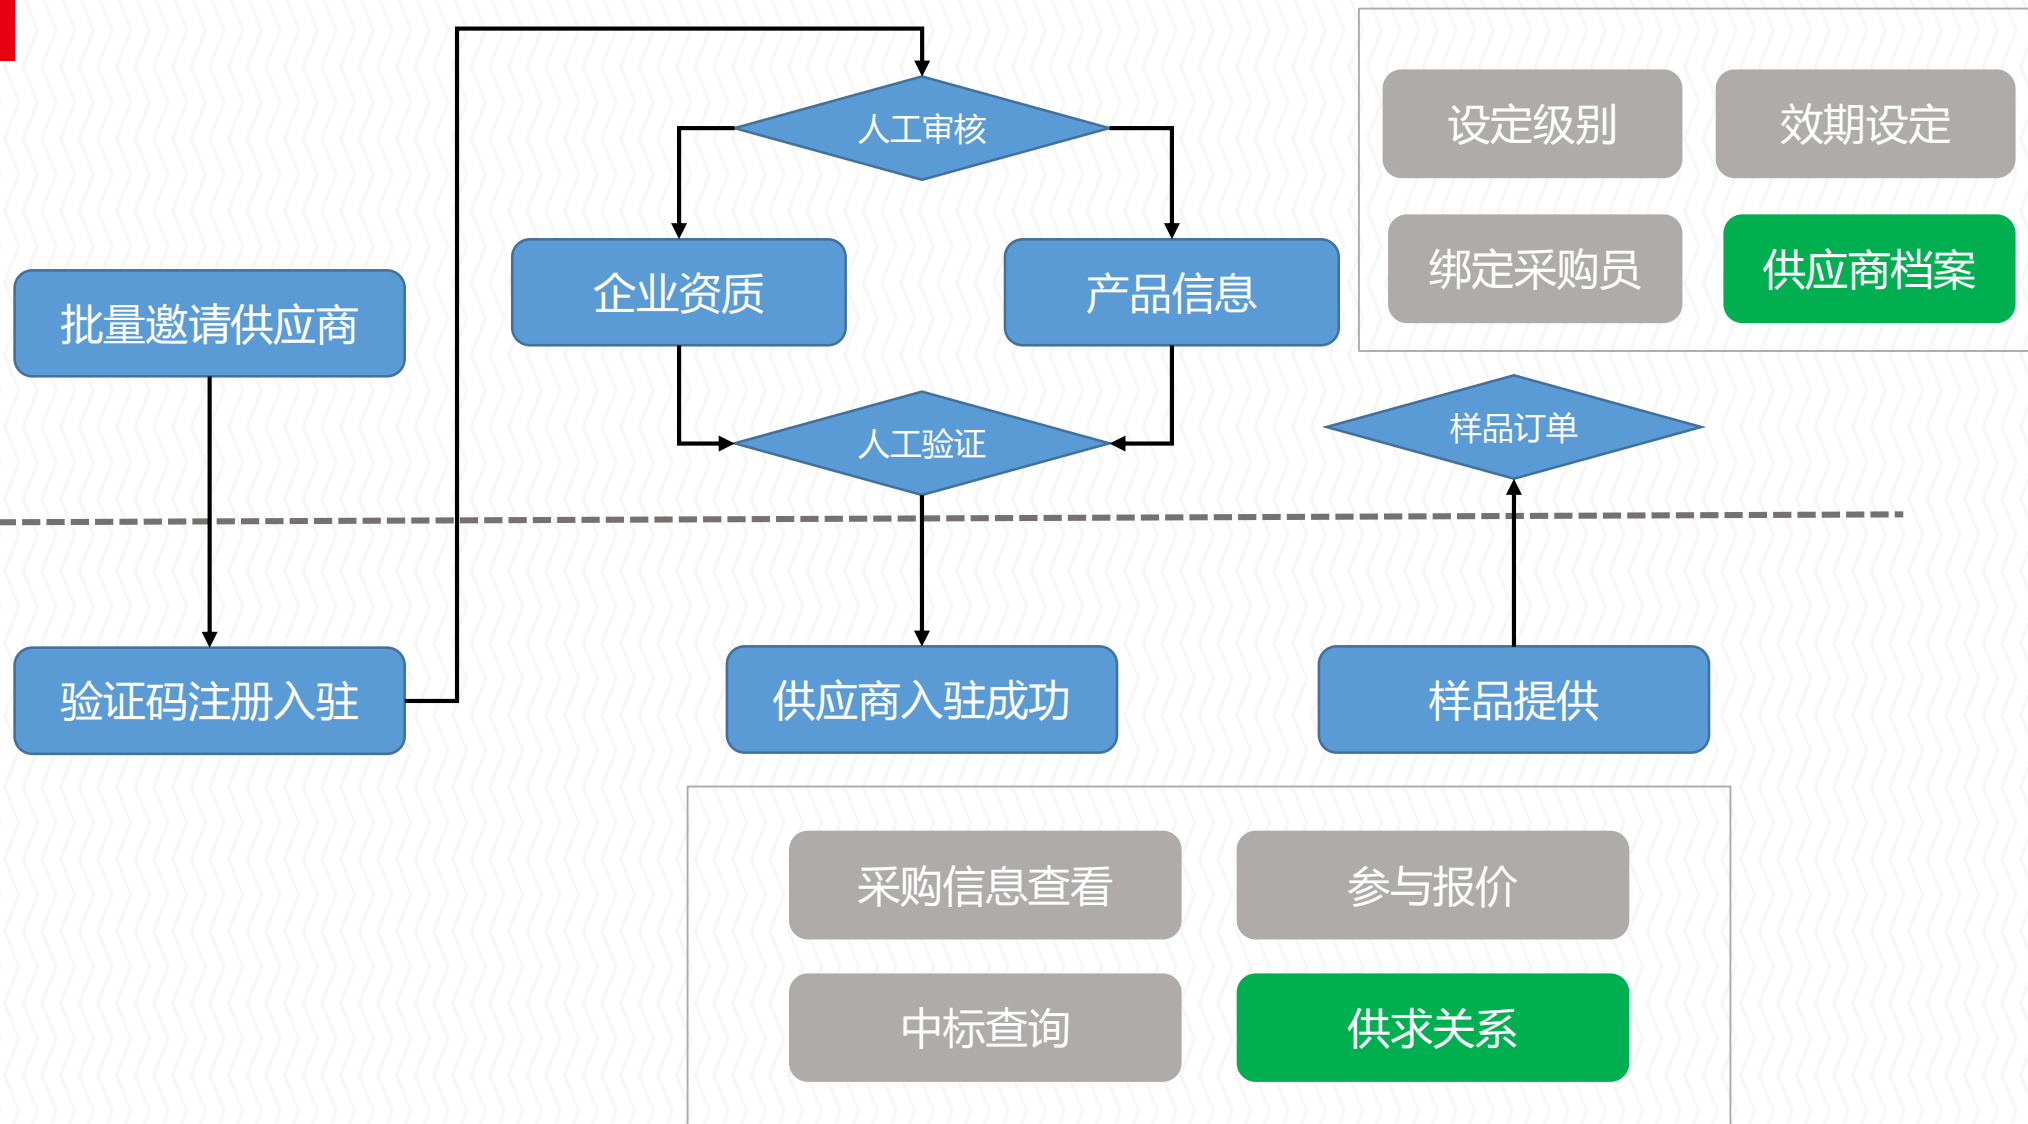 人工审核
设定级别
效期设定
批量邀请供应商
企业资质
产品信息
绑定采购员
供应商档案
人工验证
样品订单
验证码注册入驻
供应商入驻成功
样品提供
采购信息查看
参与报价
中标查询
供求关系